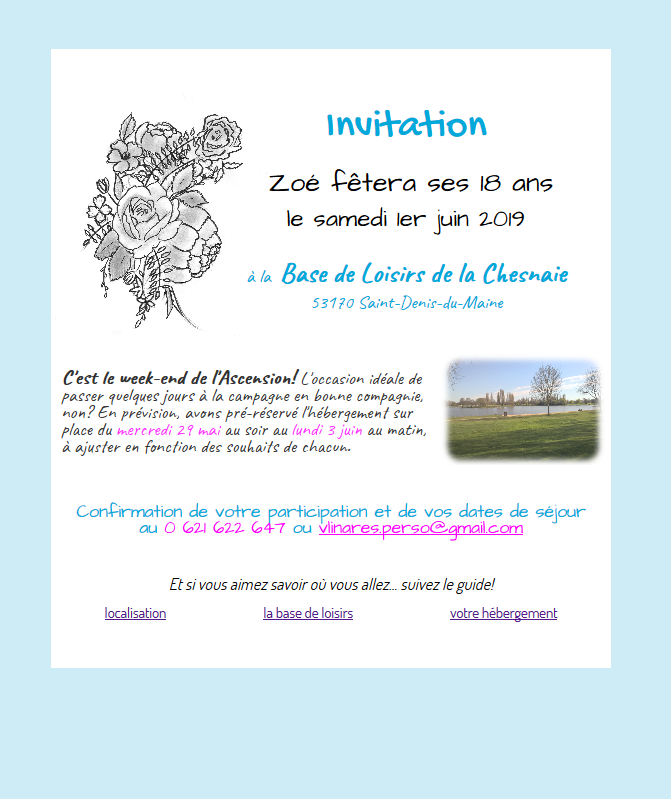 Invitation
Zoé fêtera ses 18 ans
le samedi 1er juin 2019
à la Base de Loisirs de la Chesnaie
53170 Saint-Denis-du-Maine
C'est le week-end de l'Ascension! L'occasion idéale de
passer quelques jours à la campagne en bonne compagnie,
non? En prévision, avons pré-réservé l'hébergement sur
place du mercredi 29 mai au soir au lundi 3 juin au matin,
à ajuster en fonction des souhaits de chacun.
Confirmation de votre participation et de vos dates de séjour
au 0 621 622 647 ou vlinares.perso@gmail.com
Et si vous aimez savoir où vous allez... suivez le guide!
localisation
la base de loisirs
votre hébergement